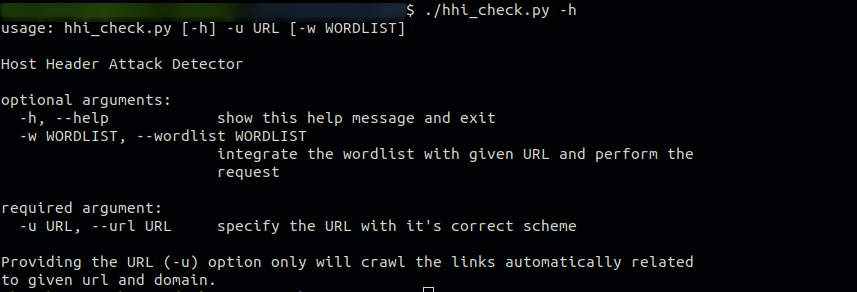 $ ./hhi_check.py -h
usage: hhi_check.py [-h] -u URL [-w WORDLIST]
Host Header Attack Detector
optional arguments:
-h, --help show this help message and exit
-w WORDLIST, --wordlist WORDLIST
integrate the wordlist with given URL and perform the
request
required argument:
-u URL, --url URL specify the URL with it's correct scheme
Providing the URL (-u) option only will crawl the links automatically related
to given url and domain.